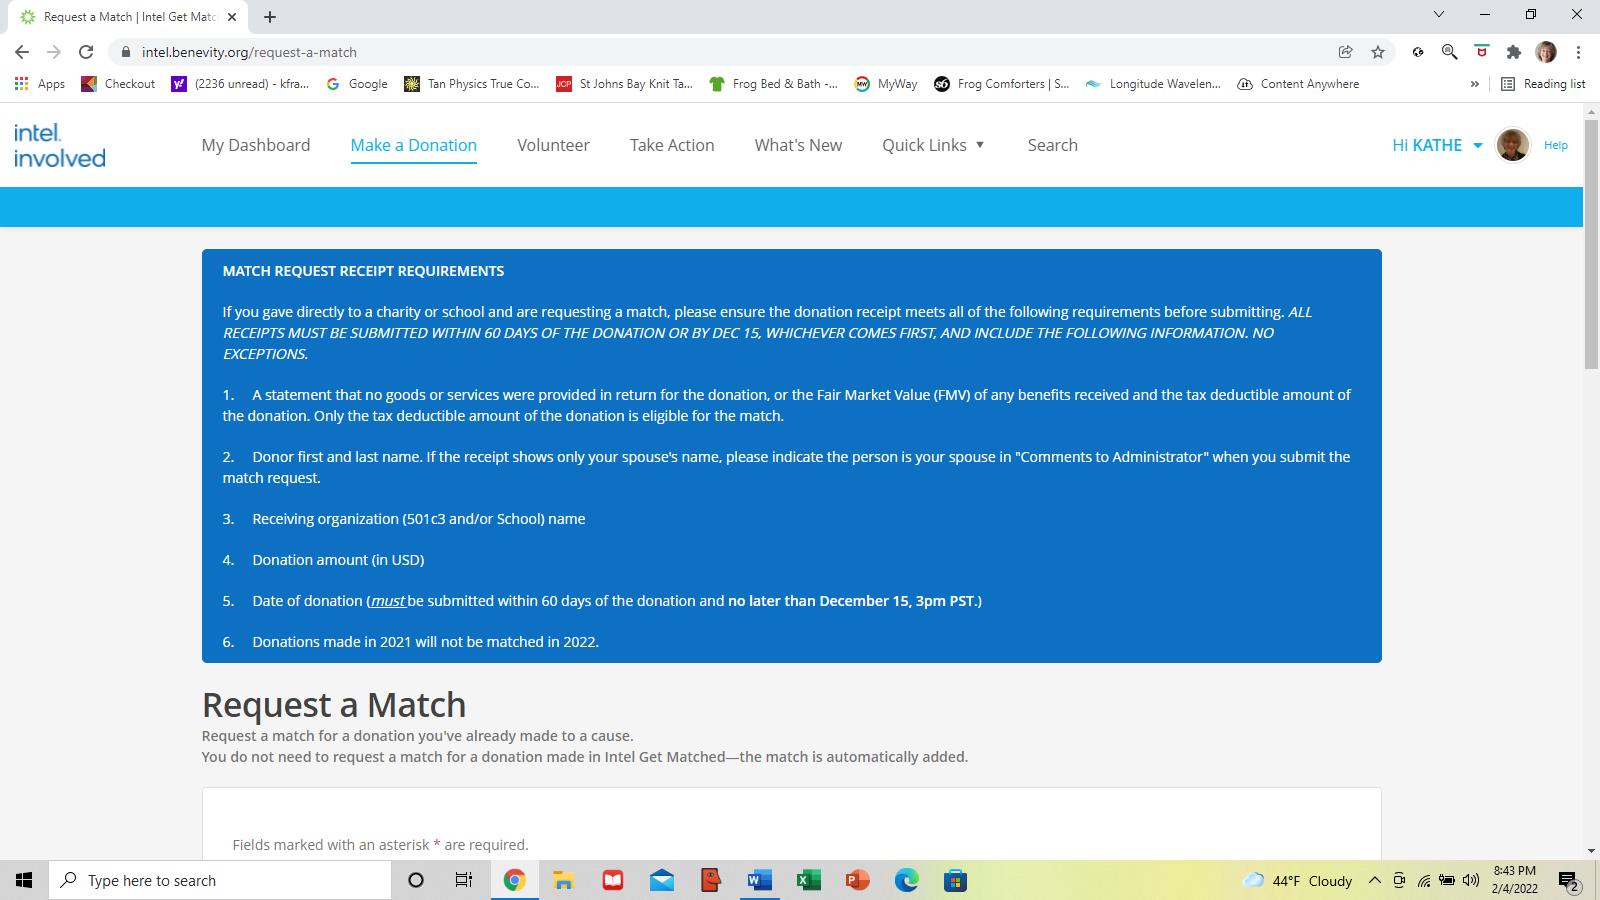 Request a Match | Intel Get Matc
intel.benevity.org/request-a-match
Apps
Checkout
(2236 unread) - kfra...
Google
Tan Physics True Co...
JCP
St Johns Bay Knit Ta...
Frog Bed & Bath -...
MyWay
Frog Comforters | S...
Longitude Wavelen...
Content Anywhere
»
Reading list
intel.
involved
My Dashboard
Make a Donation
Volunteer
Take Action
What's New
Quick Links ▼
Search
Hi KATHE
Help
MATCH REQUEST RECEIPT REQUIREMENTS
If you gave directly to a charity or school and are requesting a match, please ensure the donation receipt meets all of the following requirements before submitting. ALL
RECEIPTS MUST BE SUBMITTED WITHIN 60 DAYS OF THE DONATION OR BY DEC 15, WHICHEVER COMES FIRST, AND INCLUDE THE FOLLOWING INFORMATION. NO
EXCEPTIONS.
1. A statement that no goods or services were provided in return for the donation, or the Fair Market Value (FMV) of any benefits received and the tax deductible amount of
the donation. Only the tax deductible amount of the donation is eligible for the match.
2. Donor first and last name. If the receipt shows only your spouse's name, please indicate the person is your spouse in "Comments to Administrator" when you submit the
match request.
3. Receiving organization (501c3 and/or School) name
4. Donation amount (in USD)
5. Date of donation (must be submitted within 60 days of the donation and no later than December 15, 3pm PST.)
6. Donations made in 2021 will not be matched in 2022.
Request a Match
Request a match for a donation you've already made to a cause.
You do not need to request a match for a donation made in Intel Get Matched—the match is automatically added.
Fields marked with an asterisk * are required.
Type here to search
44°F Cloudy
8:43 PM
2/4/2022
2